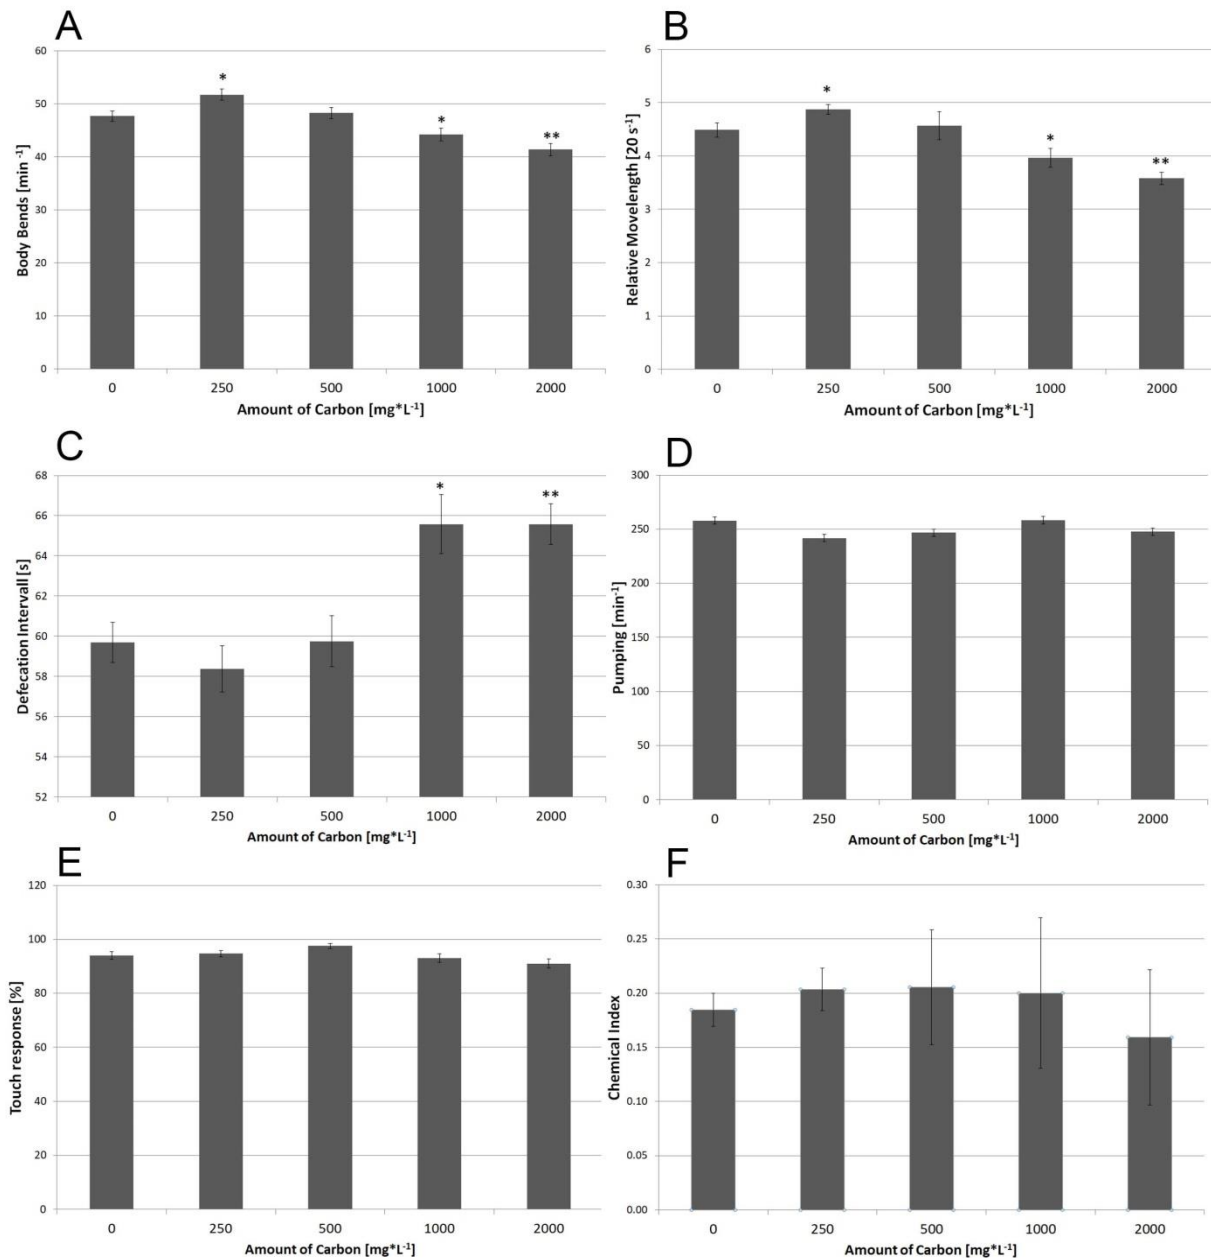 A
60
50
40
30
20
10
0
Body Bends [min⁻¹]
*
*
**
0 250 500 1000 2000
Amount of Carbon [mg*L⁻¹]
B
6
5
4
3
2
1
0
Relative Movelength [20 s⁻¹]
*
*
**
0 250 500 1000 2000
Amount of Carbon [mg*L⁻¹]
C
68
66
64
62
60
58
56
54
52
Defecation Intervall [s]
*
**
0 250 500 1000 2000
Amount of Carbon [mg*L⁻¹]
D
300
250
200
150
100
50
0
Pumping [min⁻¹]
0 250 500 1000 2000
Amount of Carbon [mg*L⁻¹]
E
120
100
80
60
40
20
0
Touch response [%]
0 250 500 1000 2000
Amount of Carbon [mg*L⁻¹]
F
0.30
0.25
0.20
0.15
0.10
0.05
0.00
Chemical Index
0 250 500 1000 2000
Amount of Carbon [mg*L⁻¹]